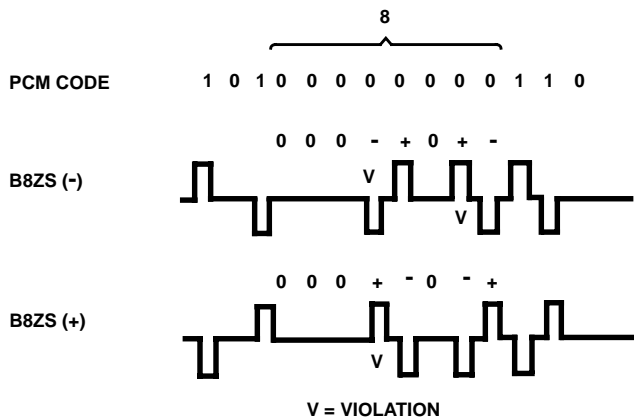 8
PCM CODE 1 0 1 0 0 0 0 0 0 0 0 1 1 0
0 0 0 - + 0 + -
B8ZS (-) V
V
0 0 0 + - 0 - +
B8ZS (+)
V
V = VIOLATION